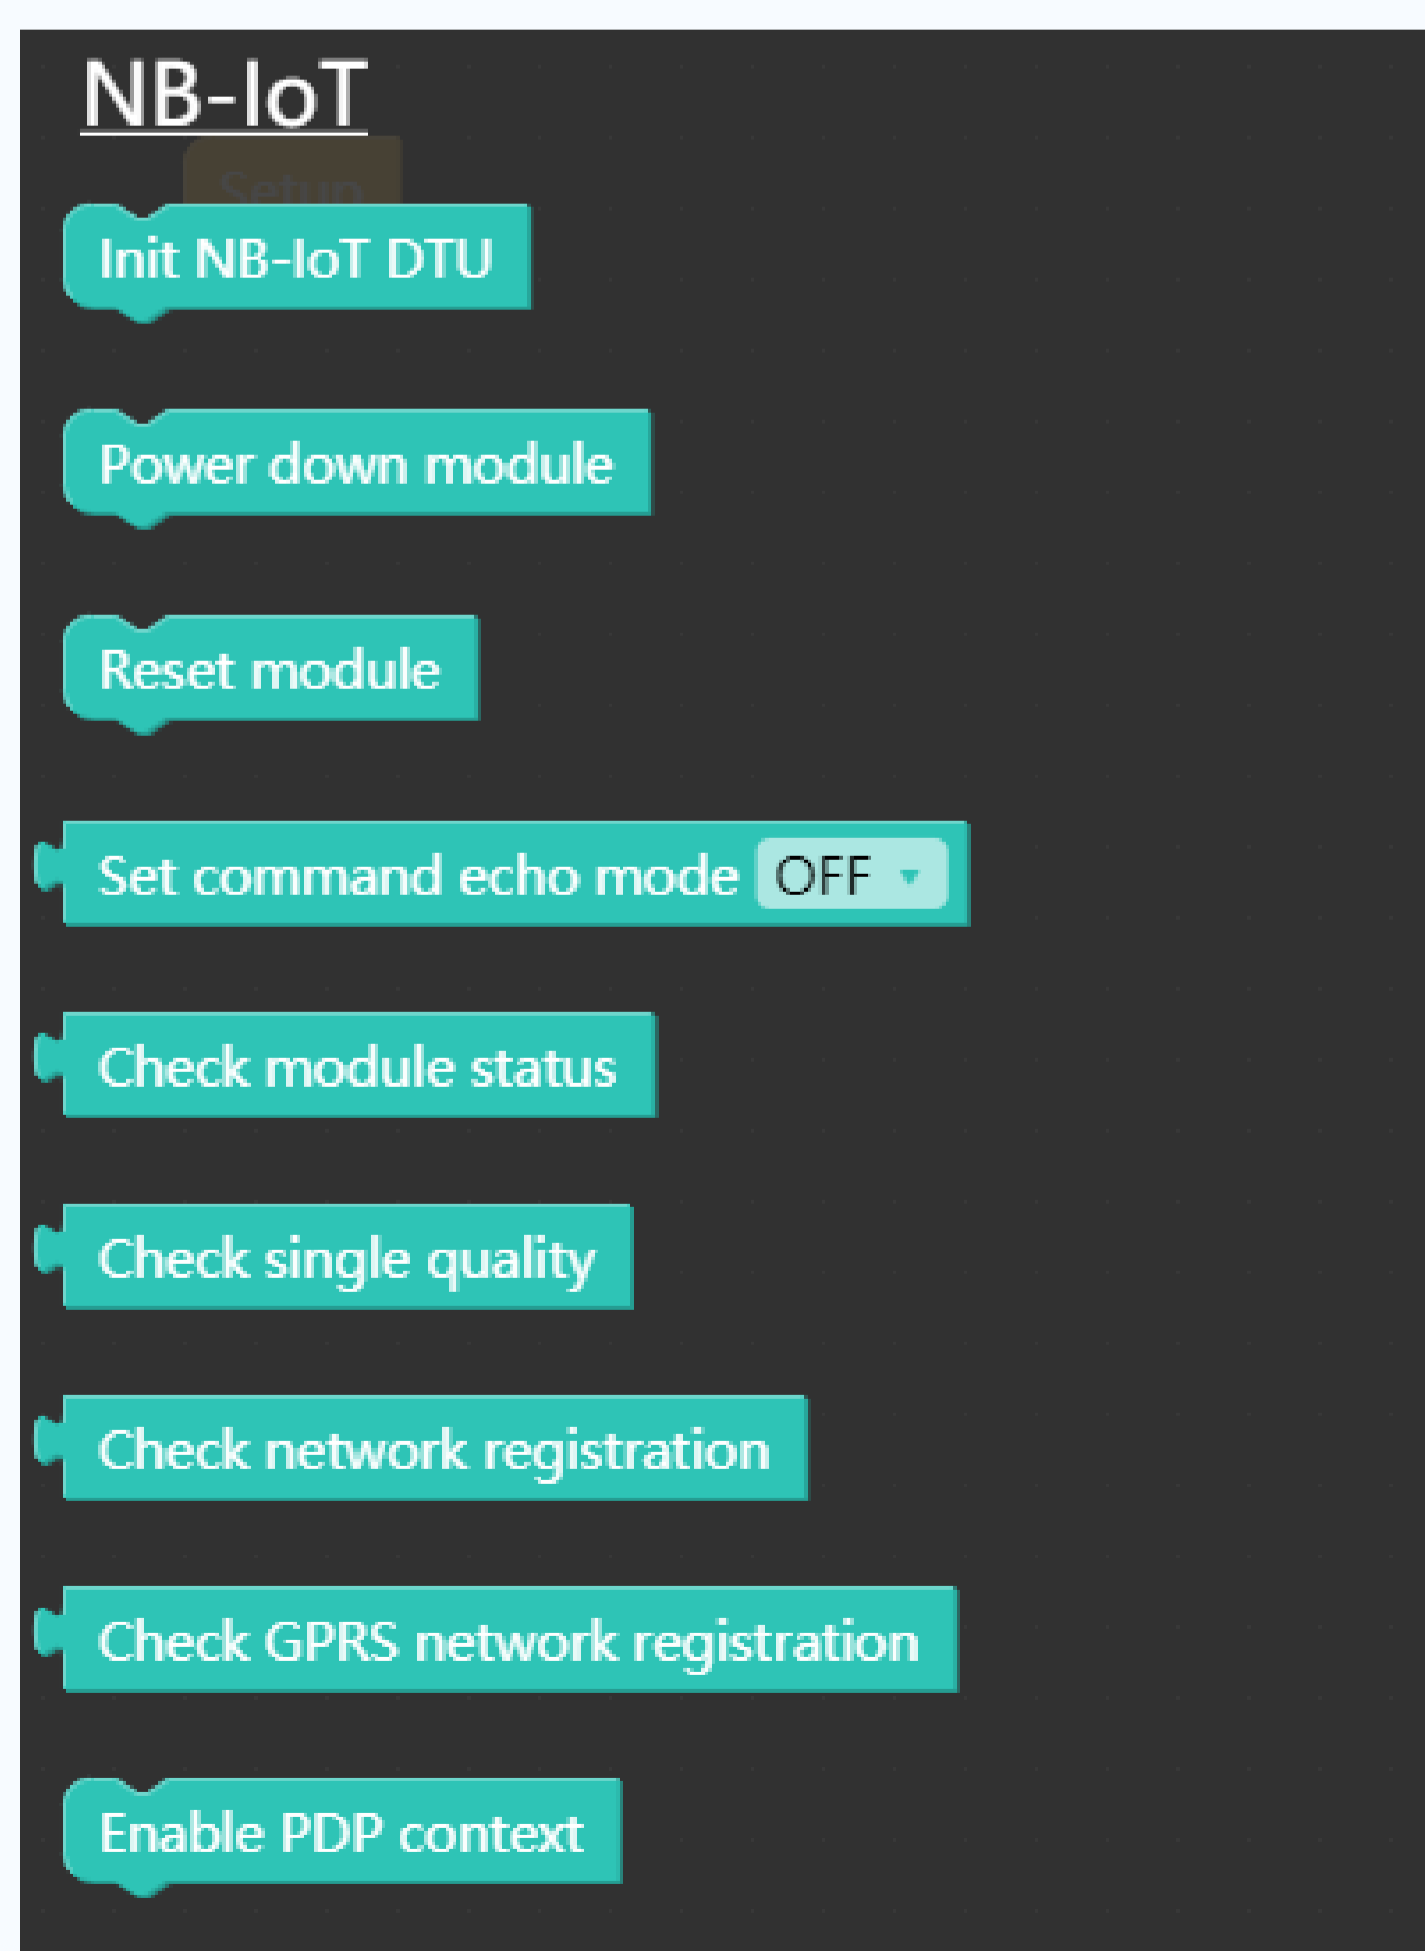 NB-IoT
Setup
Init NB-IoT DTU
Power down module
Reset module
Set command echo mode OFF
Check module status
Check single quality
Check network registration
Check GPRS network registration
Enable PDP context